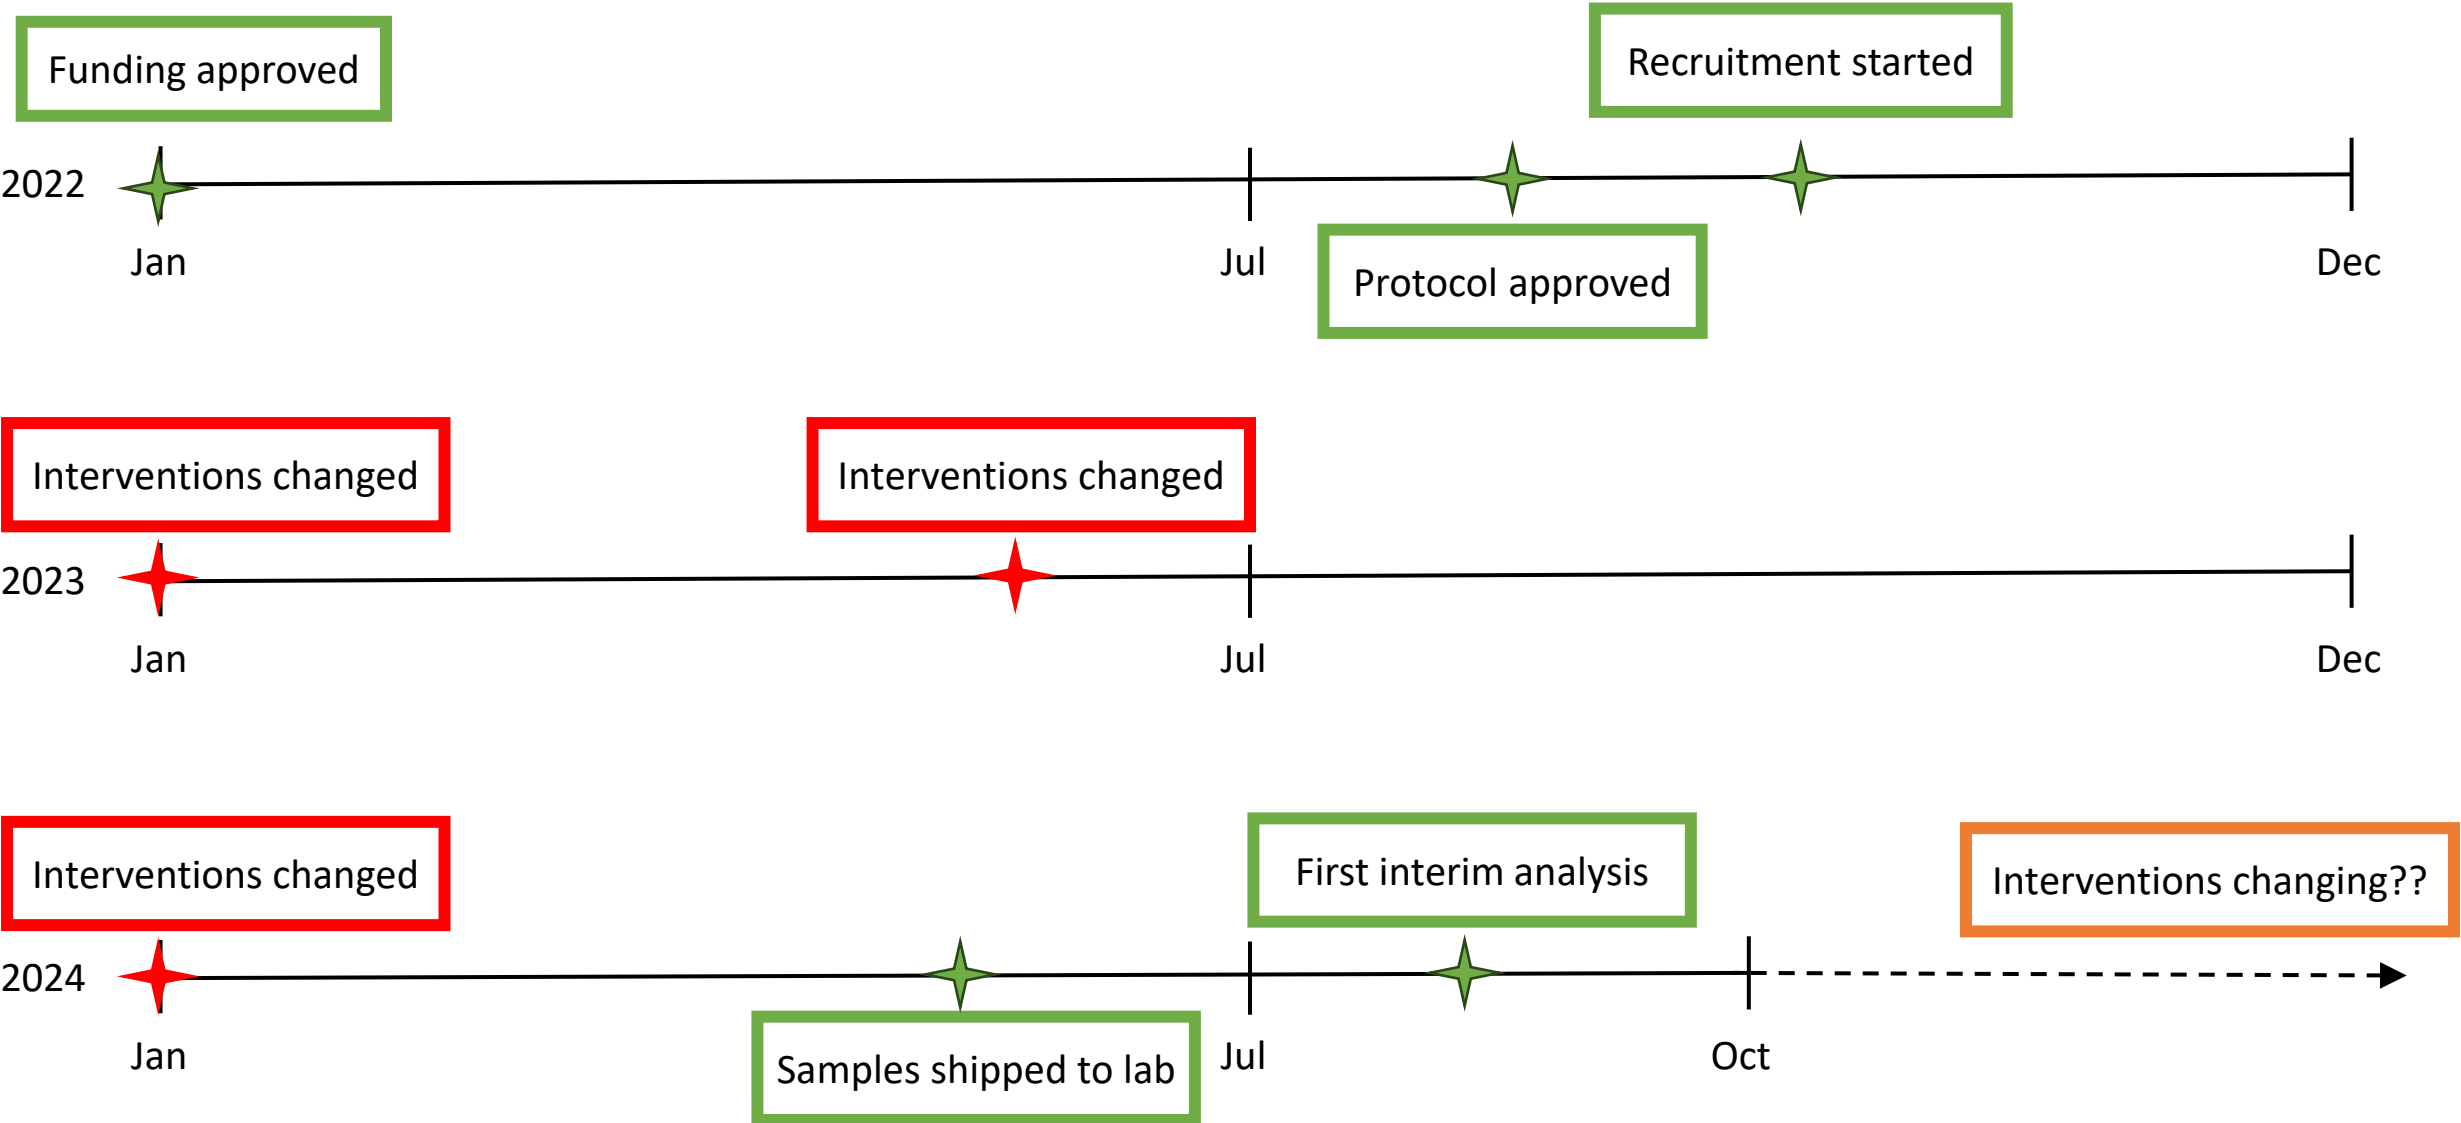 Funding approved
Recruitment started
2022
Jan
Jul
Dec
Protocol approved
Interventions changed
Interventions changed
2023
Jan
Jul
Dec
Interventions changed
First interim analysis
Interventions changing??
2024
Jan
Jul
Oct
Samples shipped to lab